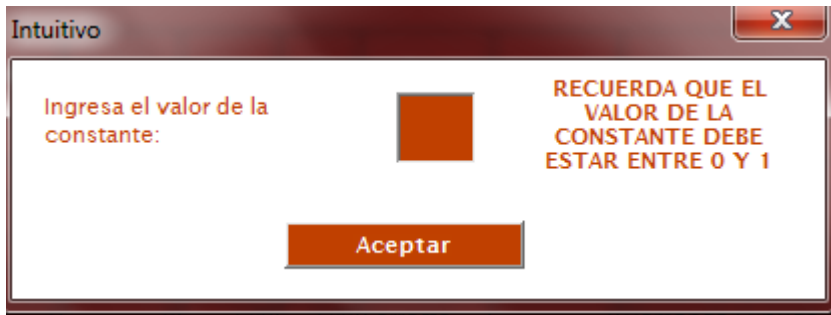 Intuitivo
Ingresa el valor de la
constante:
RECUERDA QUE EL
VALOR DE LA
CONSTANTE DEBE
ESTAR ENTRE 0 Y 1
Aceptar